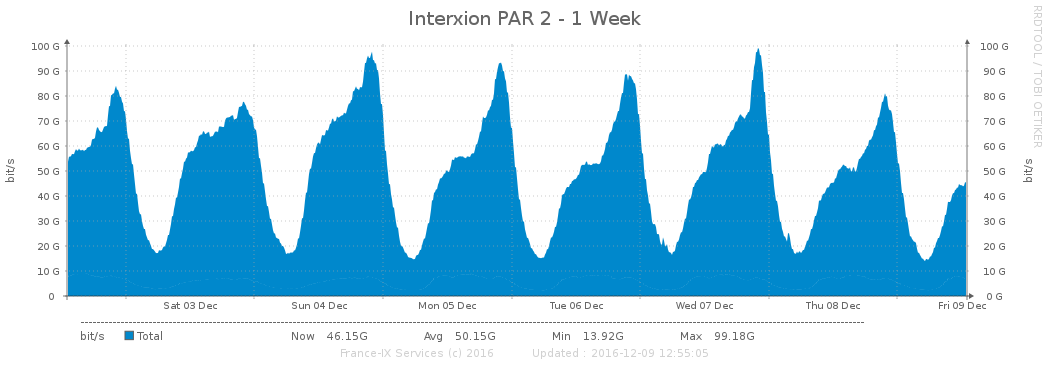 Interxion PAR 2 - 1 Week
RRDTOOL / TOBI OETIKER
bit/s
100 G 100 G
90 G 90 G
80 G 80 G
70 G 70 G
60 G 60 G
50 G 50 G
40 G 40 G
30 G 30 G
20 G 20 G
10 G 10 G
0 0 G
bit/s
Sat 03 Dec Sun 04 Dec Mon 05 Dec Tue 06 Dec Wed 07 Dec Thu 08 Dec Fri 09 Dec
bit/s Total Now 46.15G Avg 50.15G Min 13.92G Max 99.18G
France-IX Services (c) 2016 Updated : 2016-12-09 12:55:05